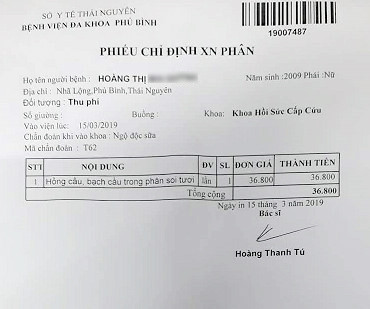 SỞ Y TẾ THÁI NGUYÊN
BỆNH VIỆN ĐA KHOA PHÚ BÌNH
19007487
PHIẾU CHỈ ĐỊNH XN PHÂN
Họ tên người bệnh : HOÀNG THỊ
Năm sinh :2009 Phái :Nữ
Địa chỉ : Nhã Lộng,Phú Bình,Thái Nguyên
Đối tượng : Thu phí
Số giường : Buồng : Khoa: Khoa Hồi Sức Cấp Cứu
Vào viện lúc : 15/03/2019
Chẩn đoán khi vào khoa : Ngộ độc sữa
Mã chẩn đoán : T62
STT NỘI DUNG ĐV SL ĐƠN GIÁ THÀNH TIỀN
1 Hồng cầu, bạch cầu trong phân soi tươi lần 1 36.800 36.800
Tổng cộng 36.800
Ngày in 15 tháng 3 năm 2019
Bác sĩ
Hoàng Thanh Tú